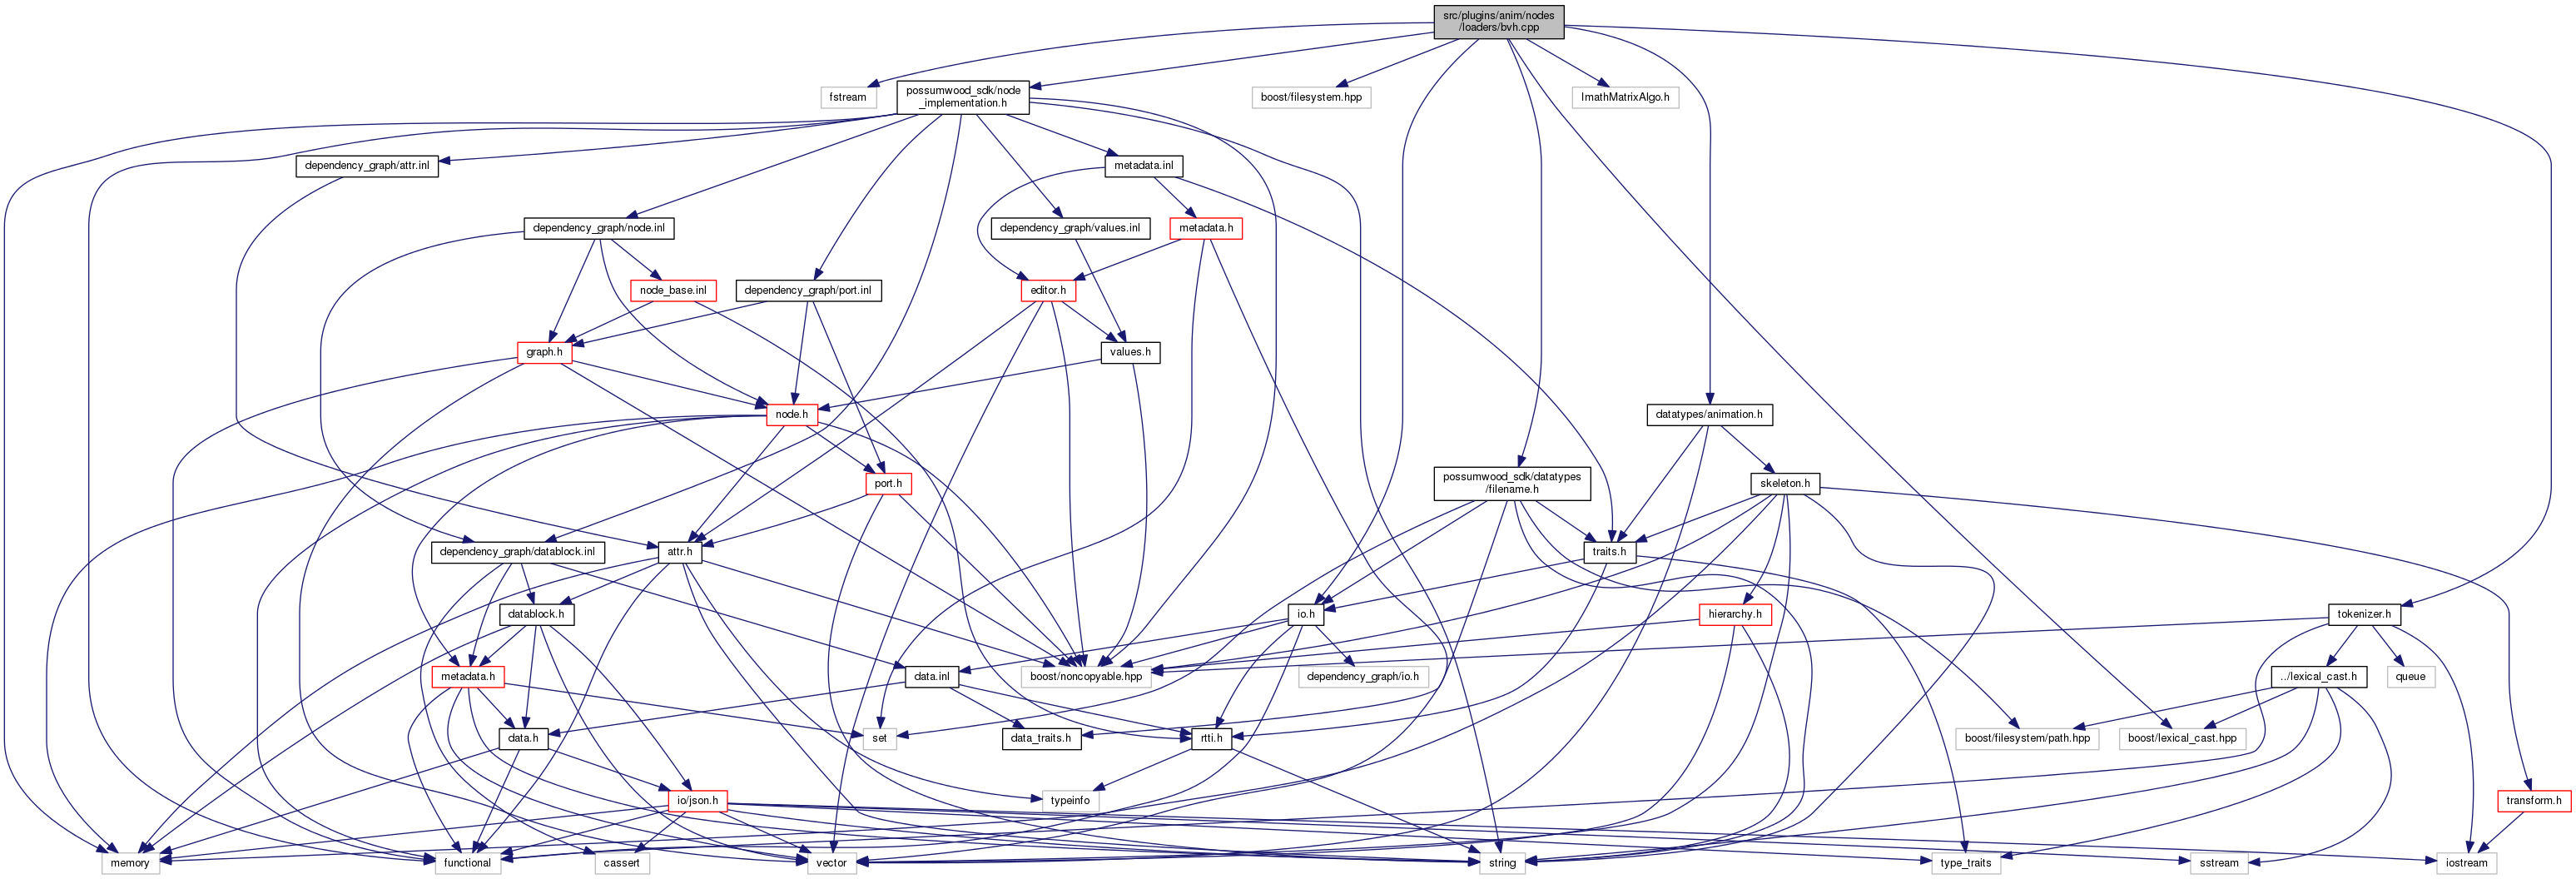 src/plugins/anim/nodes
/loaders/bvh.cpp
fstream
possumwood_sdk/node
_implementation.h
boost/filesystem.hpp
ImathMatrixAlgo.h
dependency_graph/attr.inl
metadata.inl
dependency_graph/node.inl
dependency_graph/values.inl
metadata.h
node_base.inl
dependency_graph/port.inl
editor.h
graph.h
values.h
node.h
datatypes/animation.h
port.h
possumwood_sdk/datatypes
/filename.h
skeleton.h
dependency_graph/datablock.inl
attr.h
traits.h
datablock.h
io.h
hierarchy.h
tokenizer.h
metadata.h
data.inl
boost/noncopyable.hpp
dependency_graph/io.h
../lexical_cast.h
queue
data.h
set
data_traits.h
rtti.h
boost/filesystem/path.hpp
boost/lexical_cast.hpp
io/json.h
typeinfo
transform.h
memory
functional
cassert
vector
string
type_traits
sstream
iostream